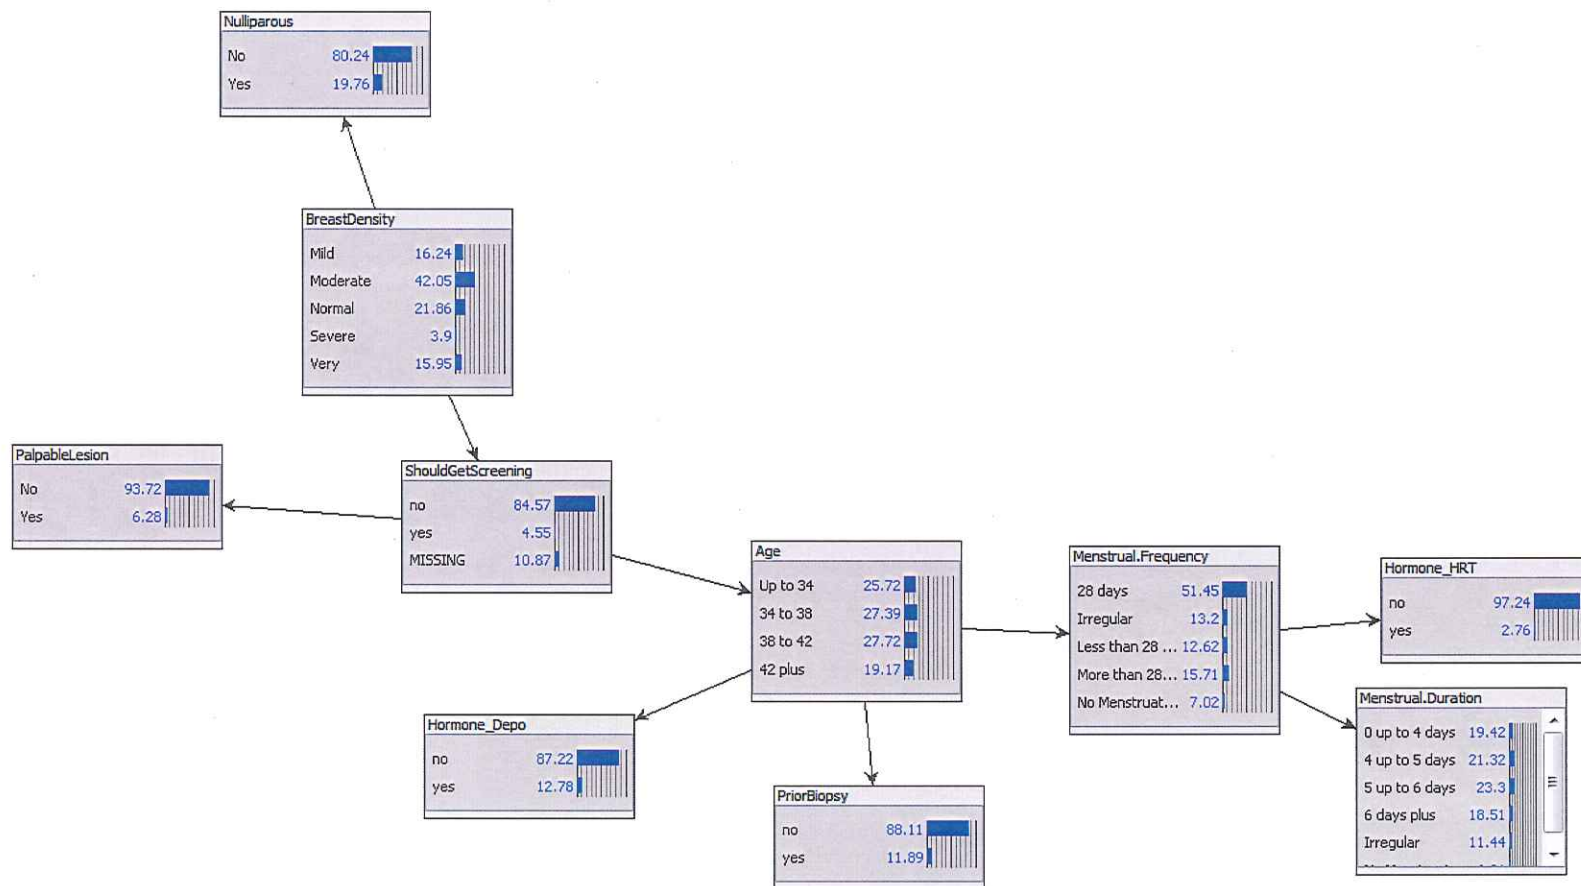 Nulliparous
No 80.24
Yes 19.76
BreastDensity
Mild 16.24
Moderate 42.05
Normal 21.86
Severe 3.9
Very 15.95
PalpableLesion
No 93.72
Yes 6.28
ShouldGetScreening
no 84.57
yes 4.55
MISSING 10.87
Age
Up to 34 25.72
34 to 38 27.39
38 to 42 27.72
42 plus 19.17
Menstrual.Frequency
28 days 51.45
Irregular 13.2
Less than 28 ... 12.62
More than 28... 15.71
No Menstruat... 7.02
Hormone_HRT
no 97.24
yes 2.76
Hormone_Depo
no 87.22
yes 12.78
PriorBiopsy
no 88.11
yes 11.89
Menstrual.Duration
0 up to 4 days 19.42
4 up to 5 days 21.32
5 up to 6 days 23.3
6 days plus 18.51
Irregular 11.44